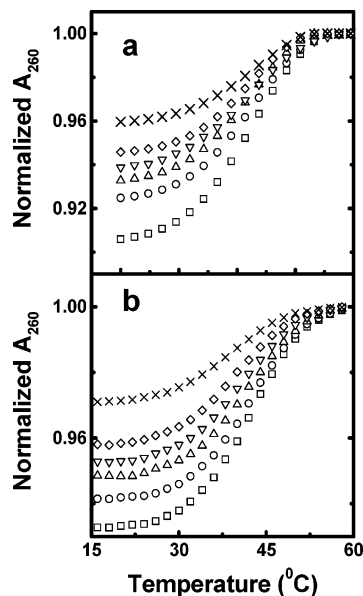 a
1.00
0.96
0.92
Normalized A260
b
1.00
0.96
Normalized A260
15 30 45 60
Temperature (⁰C)